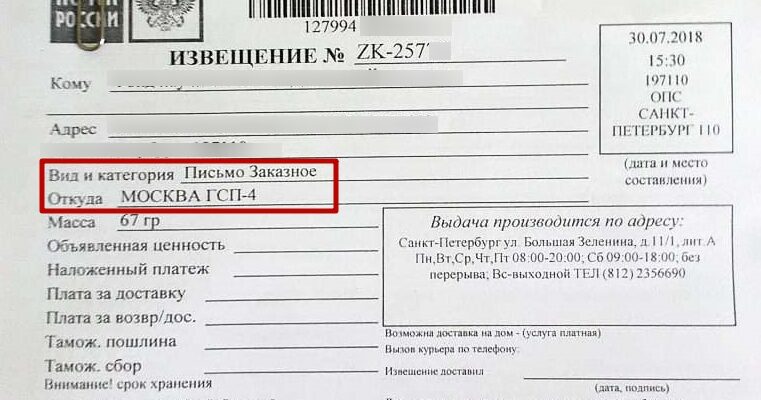 РОССИИ
127994
ИЗВЕЩЕНИЕ № ZK-257
Кому
Адрес
Вид и категория Письмо Заказное
Откуда МОСКВА ГСП-4
Масса 67 гр
Объявленная ценность
Наложенный платеж
Плата за доставку
Плата за возвр/дос.
Тамож. пошлина
Тамож. сбор
Внимание! срок хранения
30.07.2018
15:30
197110
ОПС
САНКТ-
ПЕТЕРБУРГ 110
(дата и место
составления)
Выдача производится по адресу:
Санкт-Петербург ул. Большая Зеленина, д.11/1, лит.А
Пн,Вт,Ср,Чт,Пт 08:00-20:00; Сб 09:00-18:00; без
перерыва; Вс-выходной ТЕЛ (812) 2356690
Возможна доставка на дом - (услуга платная)
Вызов курьера по телефону:
Извещение доставил
(дата, подпись)